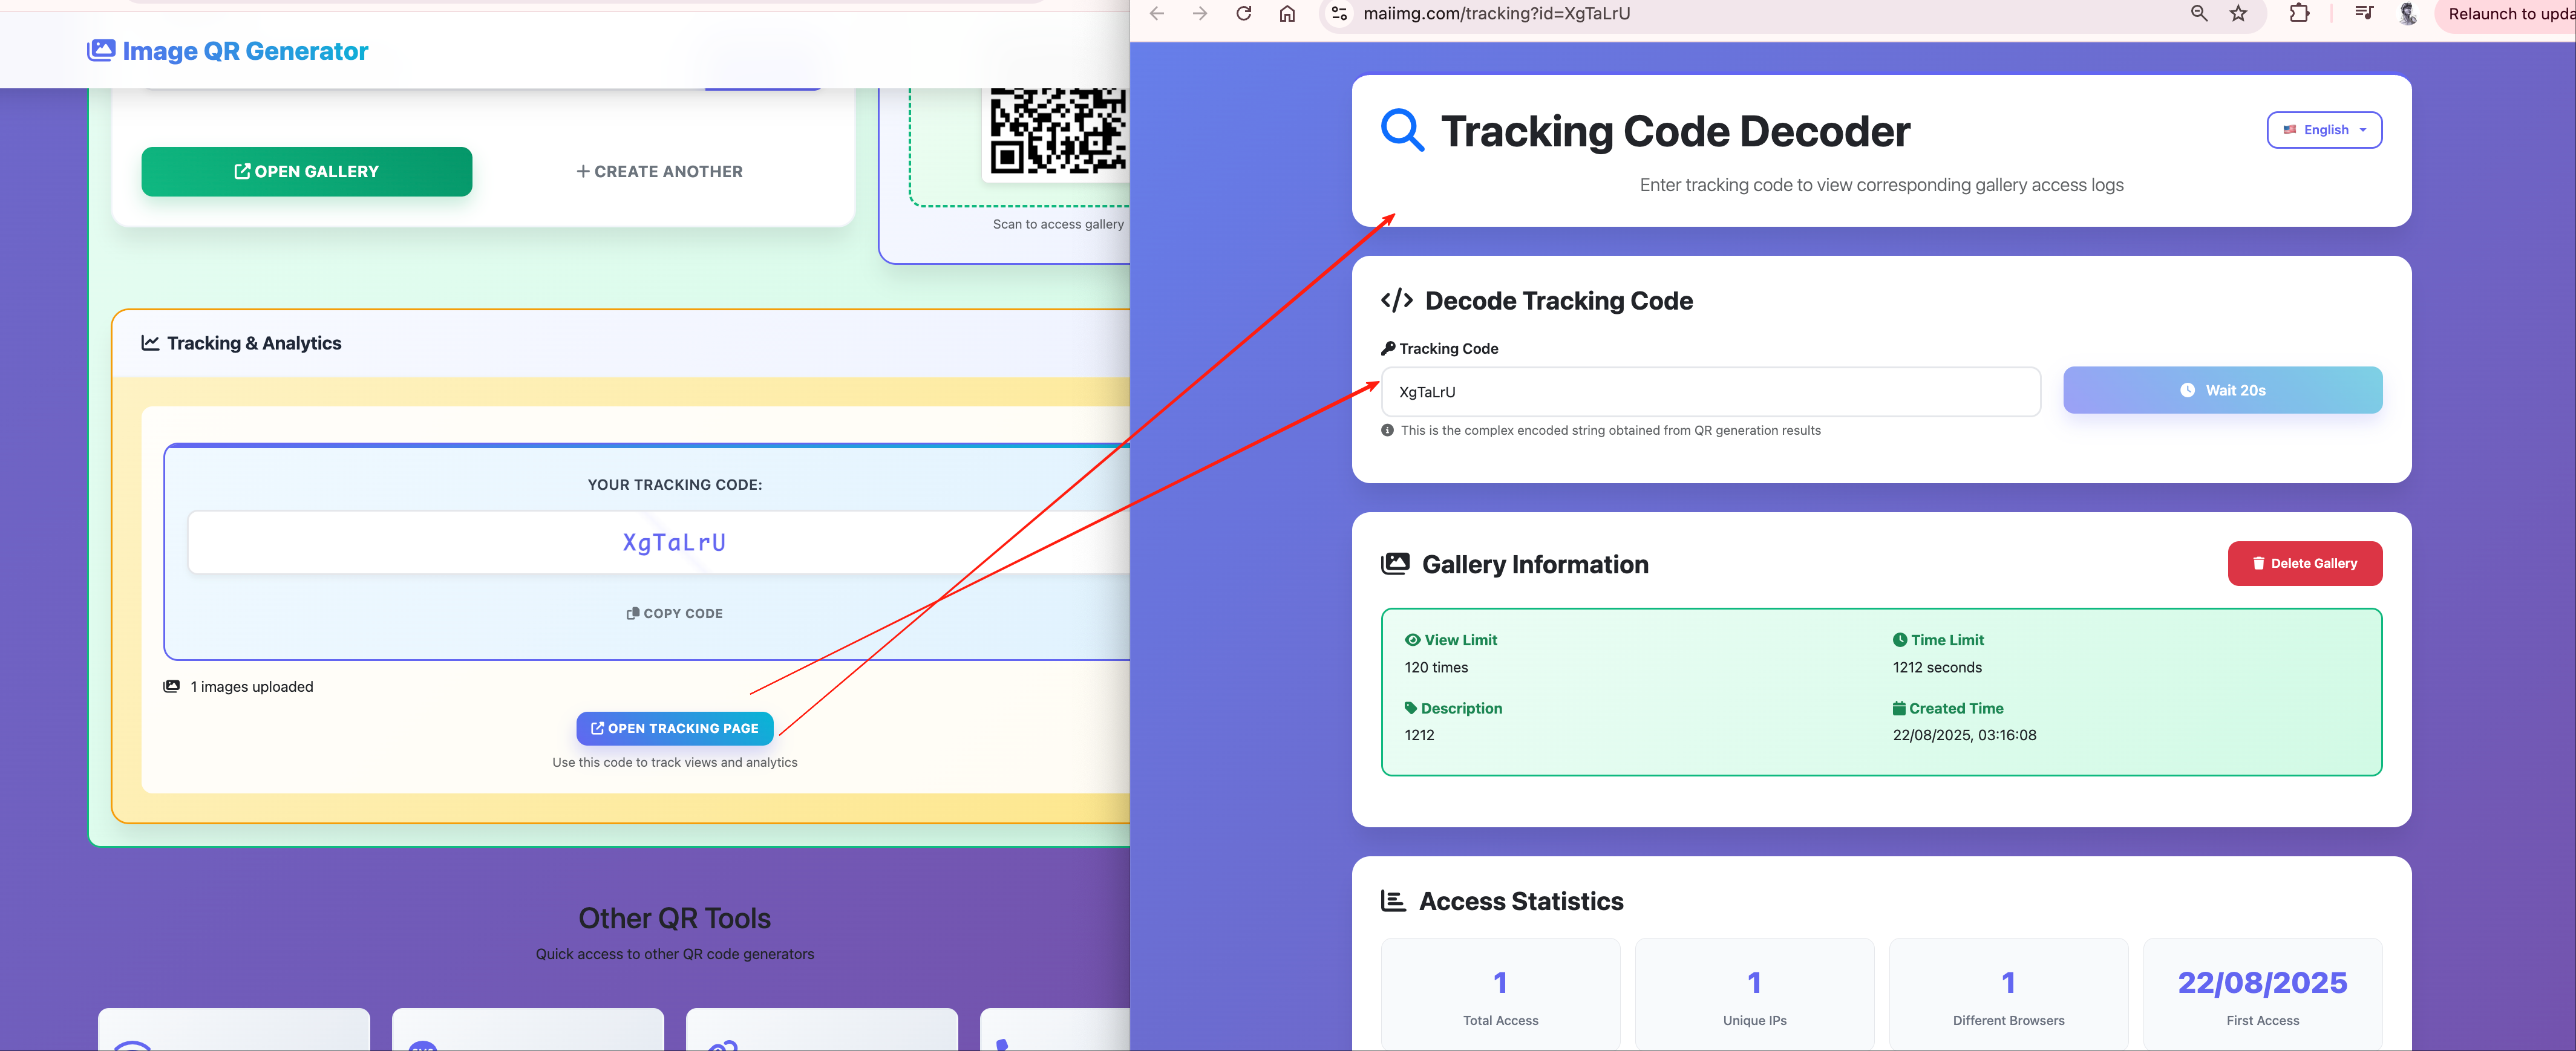 Image QR Generator
OPEN GALLERY
CREATE ANOTHER
Scan to access gallery
Tracking & Analytics
YOUR TRACKING CODE:
XgTaLrU
COPY CODE
1 images uploaded
OPEN TRACKING PAGE
Use this code to track views and analytics
Other QR Tools
Quick access to other QR code generators
maiimg.com/tracking?id=XgTaLrU
Relaunch to upda
Tracking Code Decoder
English
Enter tracking code to view corresponding gallery access logs
Decode Tracking Code
Tracking Code
XgTaLrU
Wait 20s
This is the complex encoded string obtained from QR generation results
Gallery Information
Delete Gallery
View Limit
120 times
Time Limit
1212 seconds
Description
1212
Created Time
22/08/2025, 03:16:08
Access Statistics
1
Total Access
1
Unique IPs
1
Different Browsers
22/08/2025
First Access